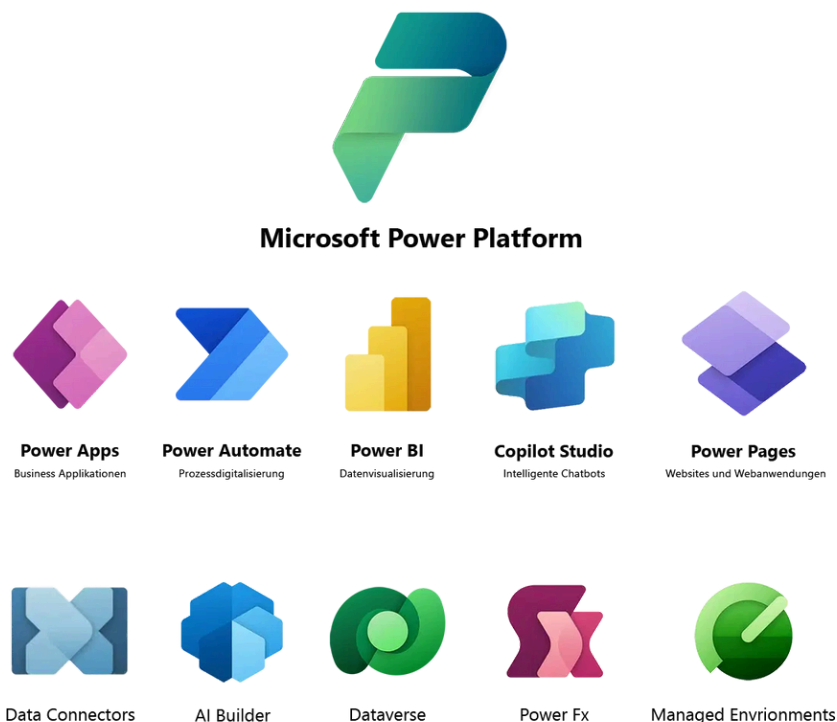 Microsoft Power Platform
Power Apps
Business Applikationen
Power Automate
Prozessdigitalisierung
Power BI
Datenvisualisierung
Copilot Studio
Intelligente Chatbots
Power Pages
Websites und Webanwendungen
Data Connectors
AI Builder
Dataverse
Power Fx
Managed Envrionments